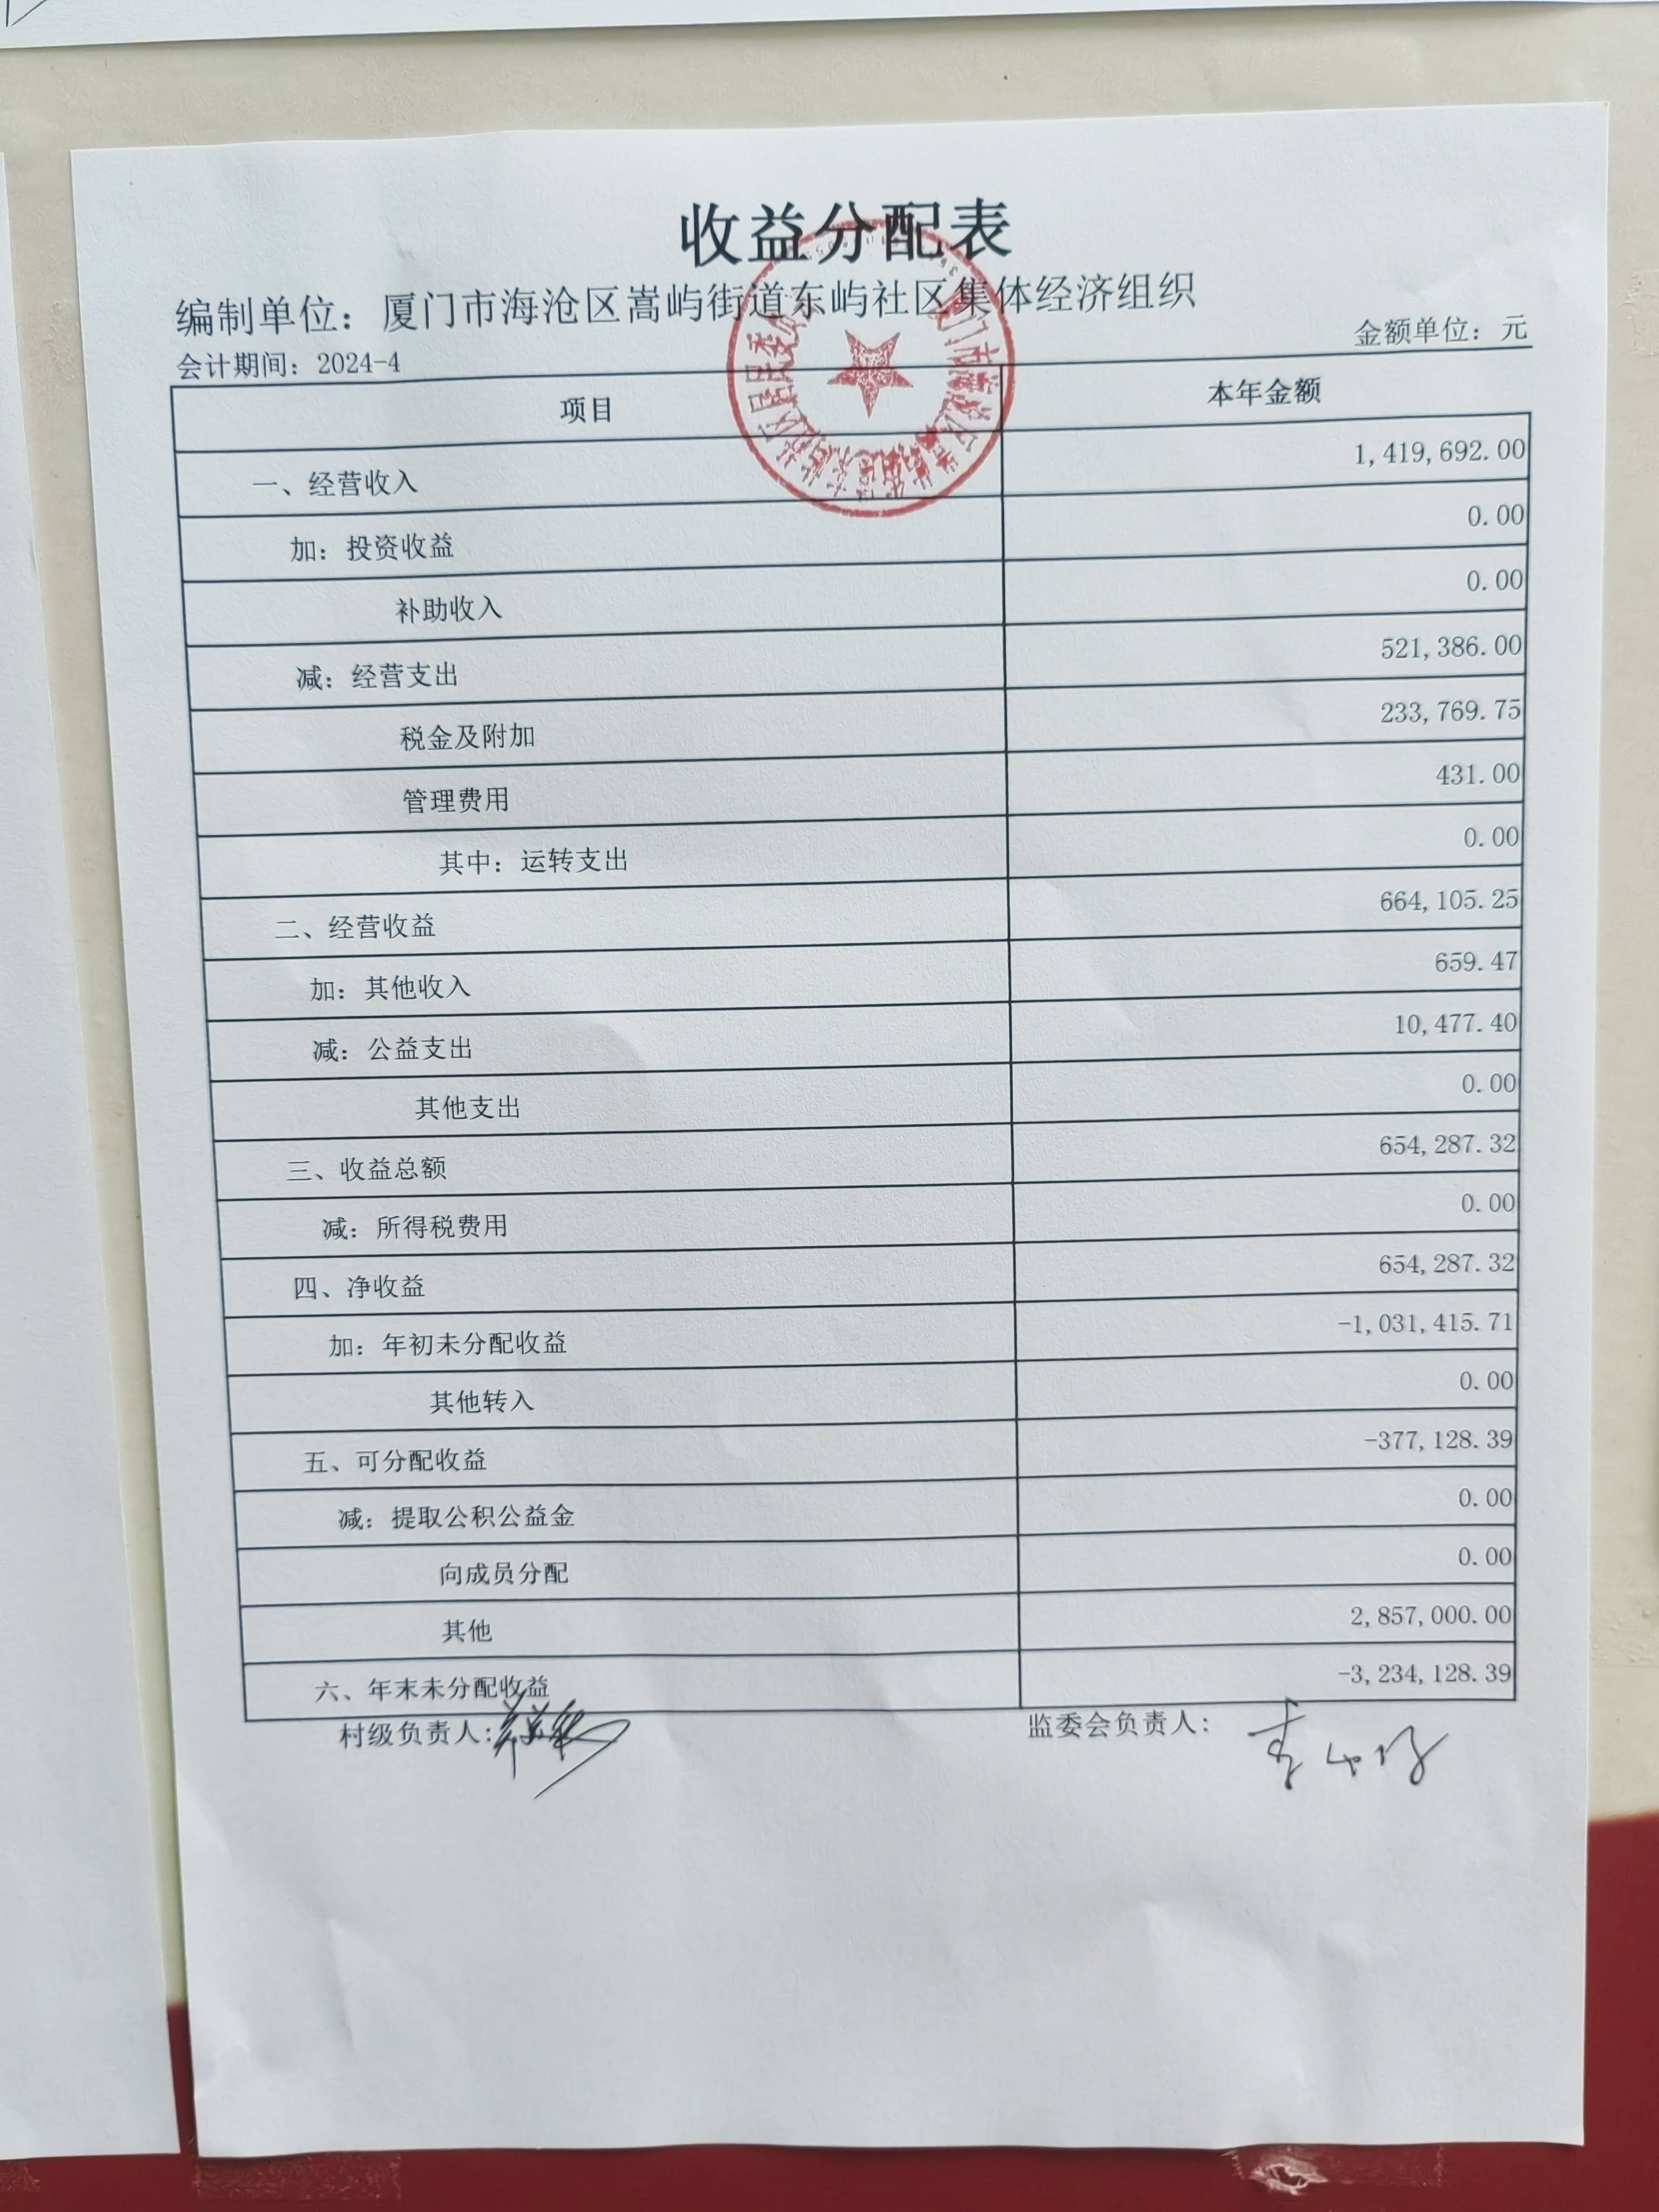 收益分配表
编制单位：厦门市海沧区嵩屿街道东屿社区集体经济组织
会计期间：2024-4 金额单位：元
项目 本年金额
一、经营收入 1,419,692.00
加：投资收益 0.00
补助收入 0.00
减：经营支出 521,386.00
税金及附加 233,769.75
管理费用 431.00
其中：运转支出 0.00
二、经营收益 664,105.25
加：其他收入 659.47
减：公益支出 10,477.40
其他支出 0.00
三、收益总额 654,287.32
减：所得税费用 0.00
四、净收益 654,287.32
加：年初未分配收益 -1,031,415.71
其他转入 0.00
五、可分配收益 -377,128.39
减：提取公积公益金 0.00
向成员分配 0.00
其他 2,857,000.00
六、年末未分配收益 -3,234,128.39
村级负责人： 监委会负责人：